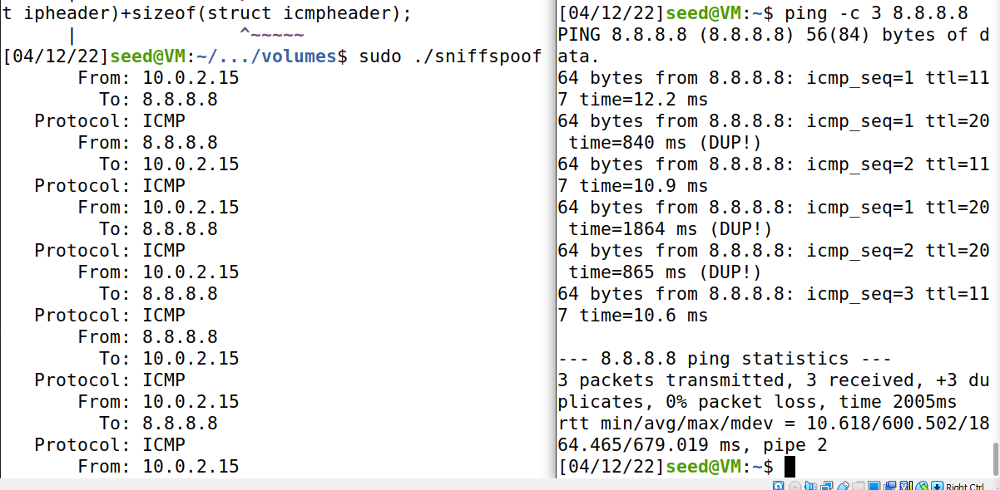 t ipheader)+sizeof(struct icmpheader);
| ^~~~~~
[04/12/22]seed@VM:~/.../volumes$ sudo ./sniffspoof
From: 10.0.2.15
To: 8.8.8.8
Protocol: ICMP
From: 8.8.8.8
To: 10.0.2.15
Protocol: ICMP
From: 10.0.2.15
To: 8.8.8.8
Protocol: ICMP
From: 10.0.2.15
To: 8.8.8.8
Protocol: ICMP
From: 8.8.8.8
To: 10.0.2.15
Protocol: ICMP
From: 10.0.2.15
To: 8.8.8.8
Protocol: ICMP
From: 10.0.2.15
[04/12/22]seed@VM:~$ ping -c 3 8.8.8.8
PING 8.8.8.8 (8.8.8.8) 56(84) bytes of d
ata.
64 bytes from 8.8.8.8: icmp_seq=1 ttl=11
7 time=12.2 ms
64 bytes from 8.8.8.8: icmp_seq=1 ttl=20
time=840 ms (DUP!)
64 bytes from 8.8.8.8: icmp_seq=2 ttl=11
7 time=10.9 ms
64 bytes from 8.8.8.8: icmp_seq=1 ttl=20
time=1864 ms (DUP!)
64 bytes from 8.8.8.8: icmp_seq=2 ttl=20
time=865 ms (DUP!)
64 bytes from 8.8.8.8: icmp_seq=3 ttl=11
7 time=10.6 ms
--- 8.8.8.8 ping statistics ---
3 packets transmitted, 3 received, +3 du
plicates, 0% packet loss, time 2005ms
rtt min/avg/max/mdev = 10.618/600.502/18
64.465/679.019 ms, pipe 2
[04/12/22]seed@VM:~$
Right Ctrl